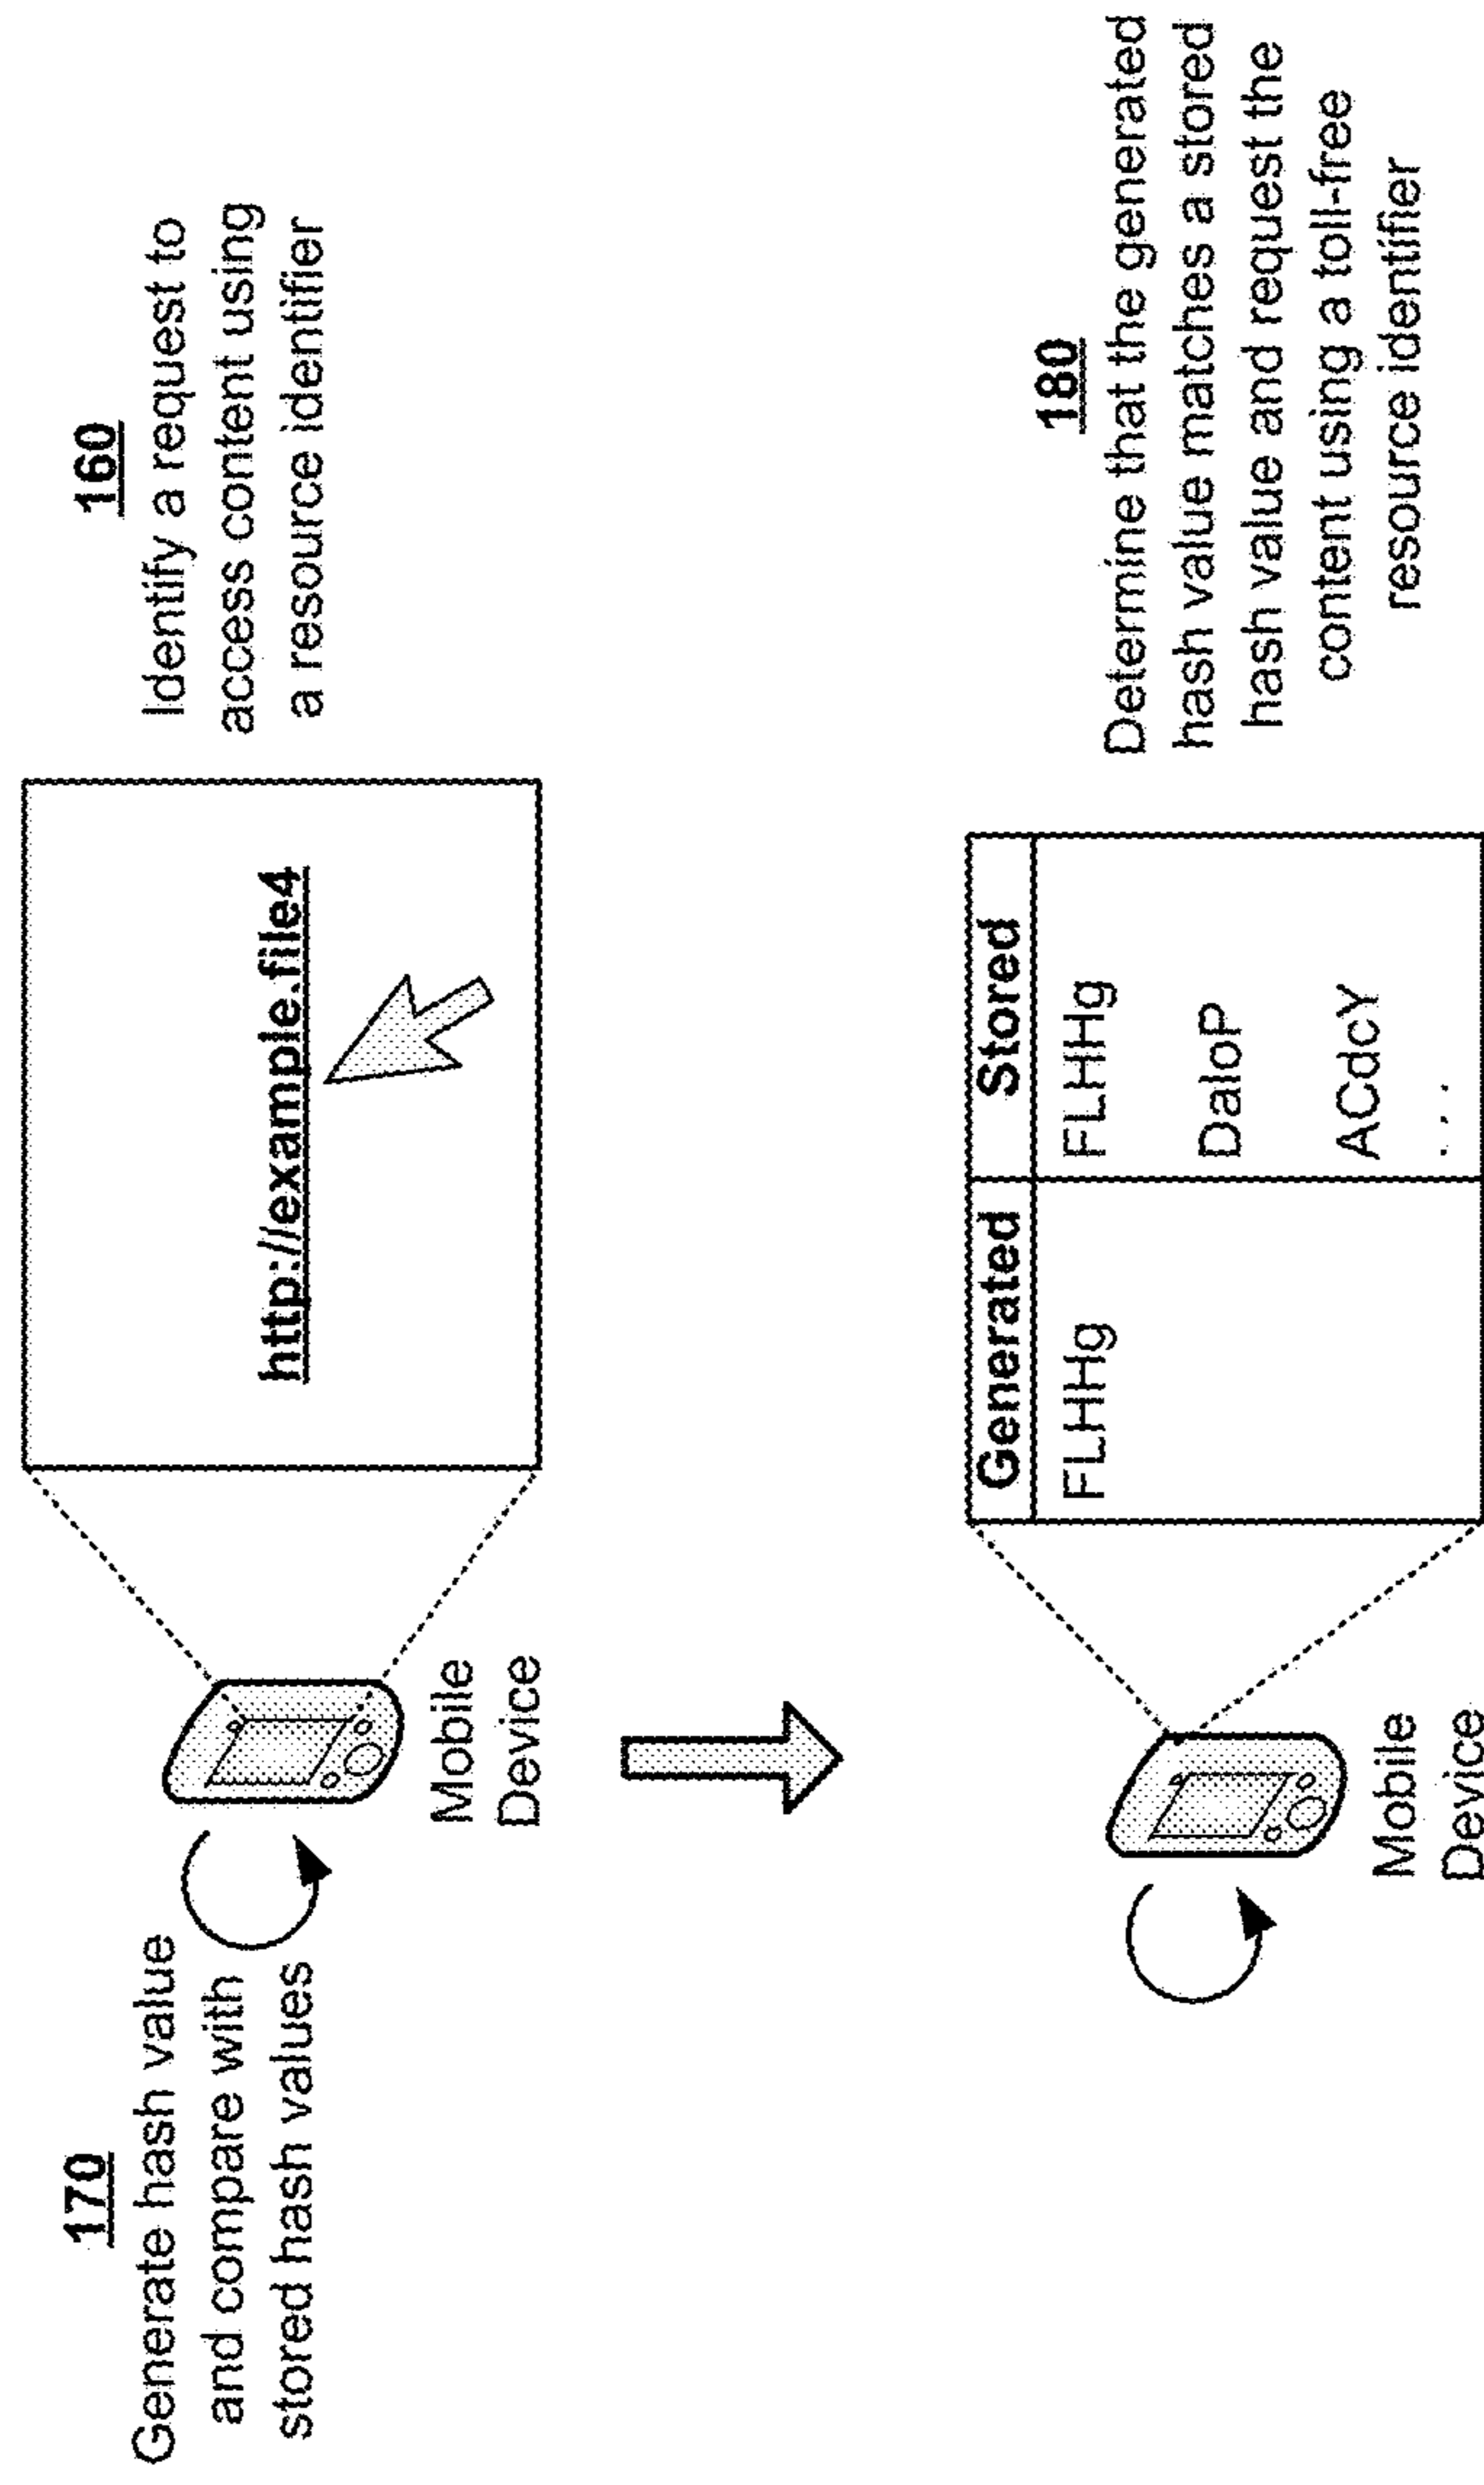 170
Generate hash value
and compare with
stored hash values
Mobile
Device
http://example.file4
160
Identify a request to
access content using
a resource identifier
Mobile
Device
Generated Stored
FLHHg FLHHg
DaloP
ACdcY
...
180
Determine that the generated
hash value matches a stored
hash value and request the
content using a toll-free
resource identifier